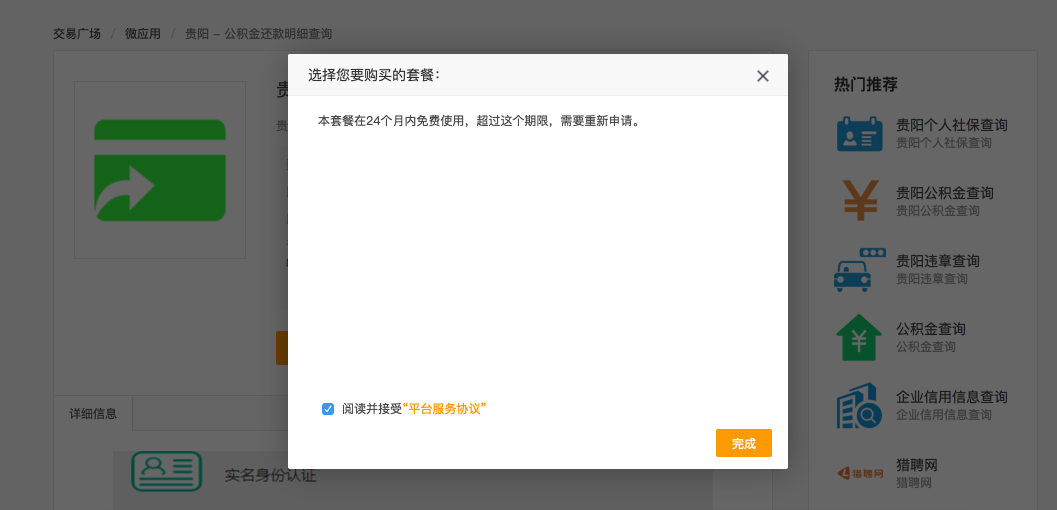 交易广场 / 微应用 / 贵阳 – 公积金还款明细查询
选择您要购买的套餐:
本套餐在24个月内免费使用，超过这个期限，需要重新申请。
阅读并接受“平台服务协议”
完成
贵
贵
详细信息
实名身份认证
热门推荐
贵阳个人社保查询
贵阳个人社保查询
贵阳公积金查询
贵阳公积金查询
贵阳违章查询
贵阳违章查询
公积金查询
公积金查询
企业信用信息查询
企业信用信息查询
猎聘网
猎聘网
猎聘网